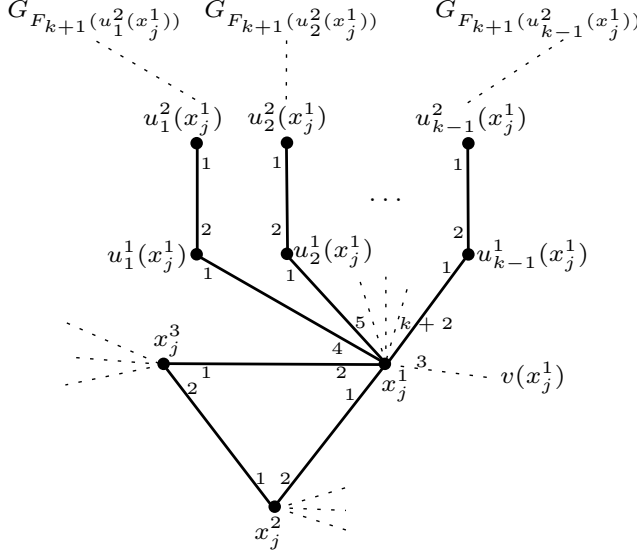 G_{F_{k+1}(u_1^2(x_j^1))} G_{F_{k+1}(u_2^2(x_j^1))} G_{F_{k+1}(u_{k-1}^2(x_j^1))}
u_1^2(x_j^1) u_2^2(x_j^1) u_{k-1}^2(x_j^1)
1 1 1
...
2 2 2
u_1^1(x_j^1) u_2^1(x_j^1) u_{k-1}^1(x_j^1)
1 1 1
5 k + 2
x_j^3 4
1 2 3
x_j^1 v(x_j^1)
2 1
1 2
x_j^2